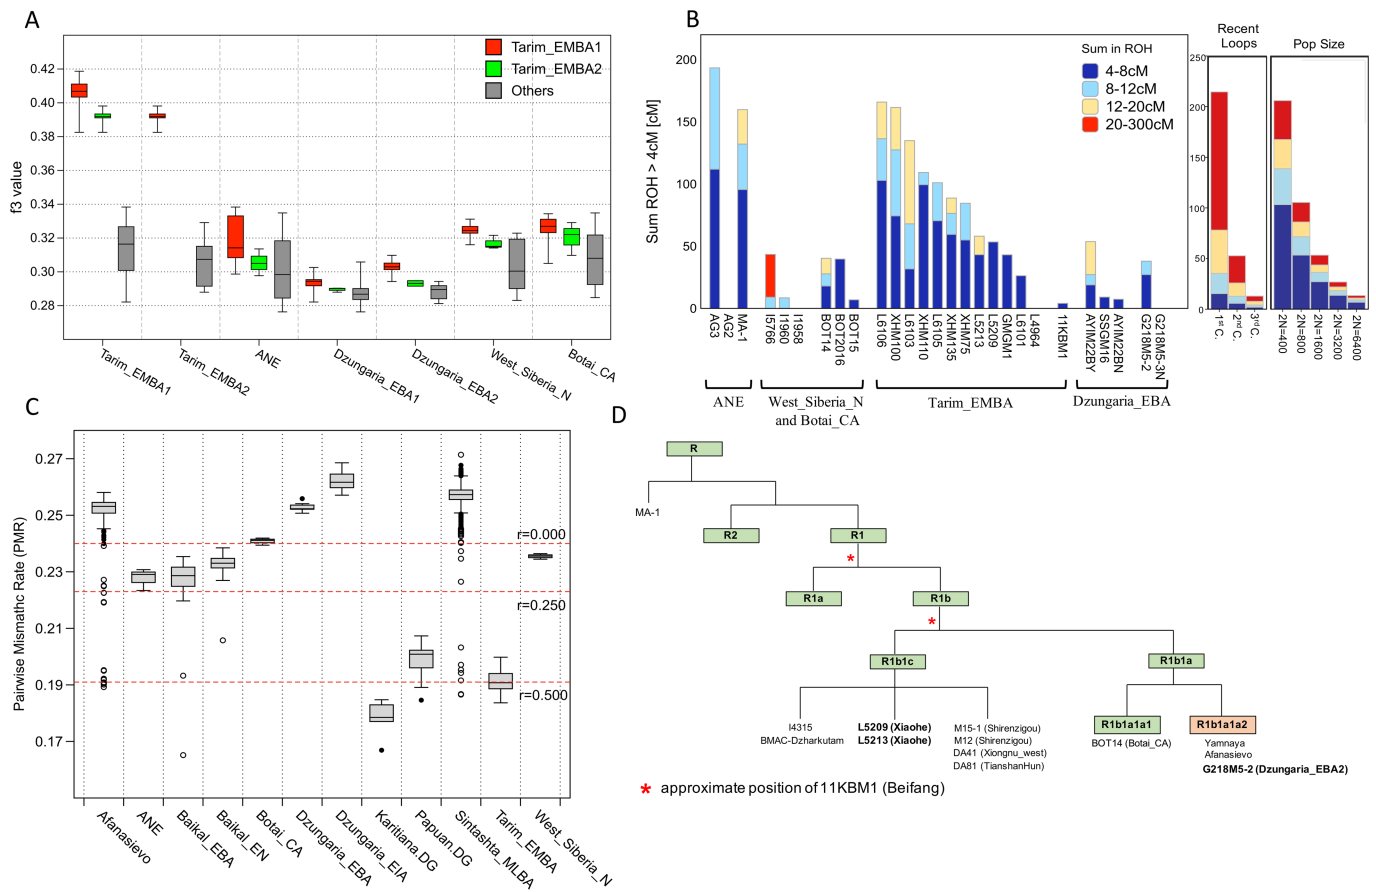 A
f3 value
0.42
0.40
0.38
0.36
0.34
0.32
0.30
0.28
Tarim_EMBA1
Tarim_EMBA2
Others
Tarim_EMBA1
Tarim_EMBA2
ANE
Dzungaria_EBA1
Dzungaria_EBA2
West_Siberia_N
Botai_CA
B
Sum ROH > 4cM [cM]
200
150
100
50
0
Sum in ROH
4-8cM
8-12cM
12-20cM
20-300cM
AG3
AG2
MA-1
I5766
I1960
I1958
BOT14
BOT2016
BOT15
L6106
XHM100
L6103
XHM110
L6105
XHM135
XHM75
L5213
L5209
GMGM1
L6101
L4964
11KBM1
AYIM22BY
SSGM16
AYIM22BN
G218M5-2
G218M5-3N
ANE
West_Siberia_N
and Botai_CA
Tarim_EMBA
Dzungaria_EBA
Recent
Loops
250
200
150
100
50
0
1st C.
2nd C.
3rd C.
Pop Size
2N=400
2N=800
2N=1600
2N=3200
2N=6400
C
Pairwise Mismathc Rate (PMR)
0.27
0.25
0.23
0.21
0.19
0.17
r=0.000
r=0.250
r=0.500
Afanasievo
ANE
Baikal_EBA
Baikal_EN
Botai_CA
Dzungaria_EBA
Dzungaria_EIA
Karitiana.DG
Papuan.DG
Sintashta_MLBA
Tarim_EMBA
West_Siberia_N
D
R
MA-1
R2
R1
*
R1a
R1b
*
R1b1c
R1b1a
I4315
BMAC-Dzharkutam
L5209 (Xiaohe)
L5213 (Xiaohe)
M15-1 (Shirenzigou)
M12 (Shirenzigou)
DA41 (Xiongnu_west)
DA81 (TianshanHun)
R1b1a1a1
BOT14 (Botai_CA)
R1b1a1a2
Yamnaya
Afanasievo
G218M5-2 (Dzungaria_EBA2)
* approximate position of 11KBM1 (Beifang)